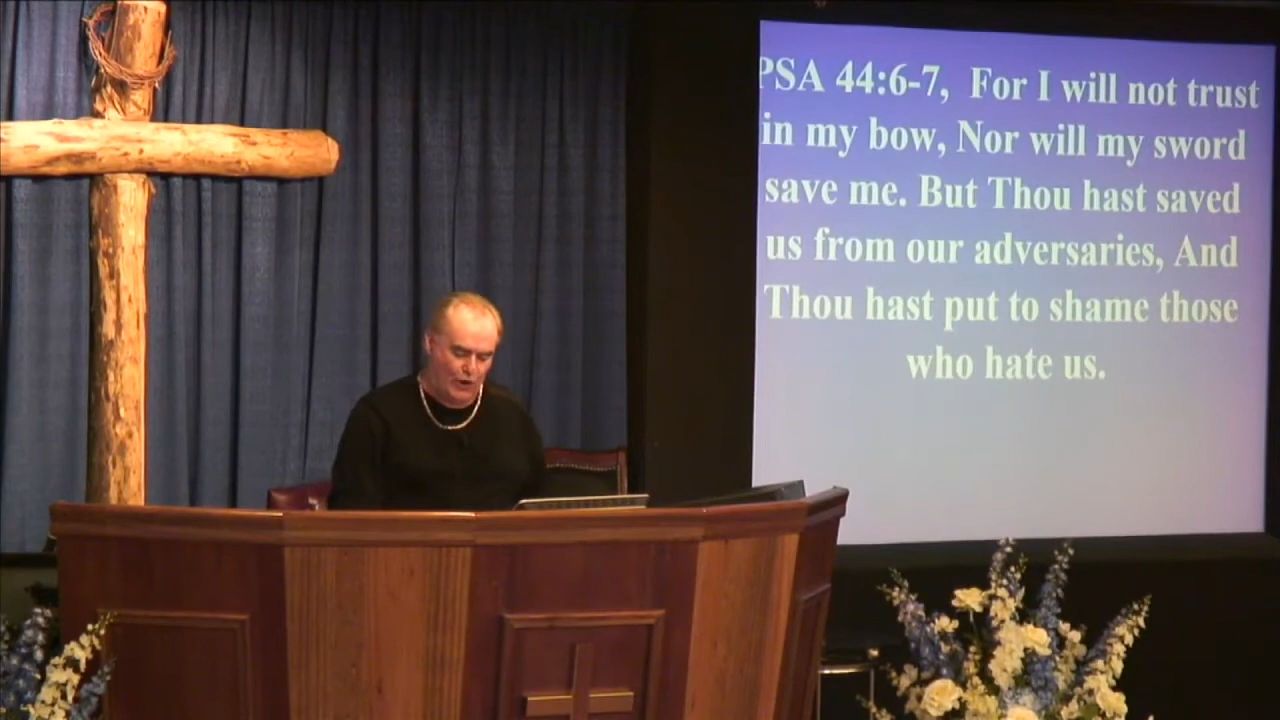 PSA 44:6-7, For I will not trust
in my bow, Nor will my sword
save me. But Thou hast saved
us from our adversaries, And
Thou hast put to shame those
who hate us.